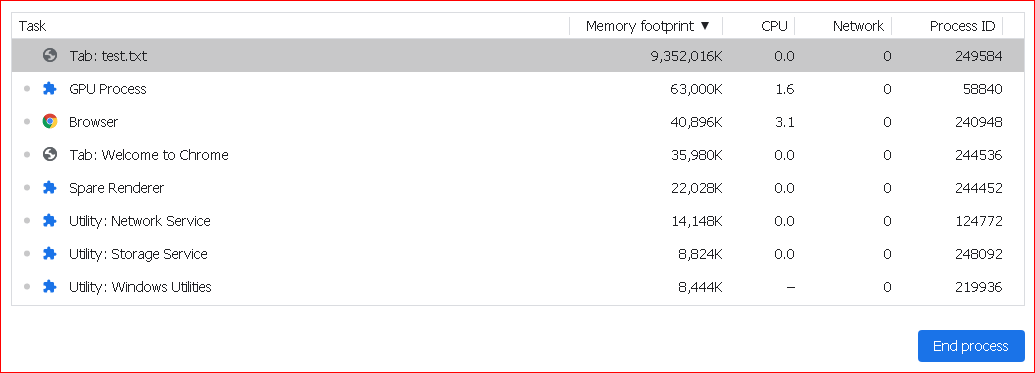 Task Memory footprint ▼ CPU Network Process ID
Tab: test.txt 9,352,016K 0.0 0 249584
GPU Process 63,000K 1.6 0 58840
Browser 40,896K 3.1 0 240948
Tab: Welcome to Chrome 35,980K 0.0 0 244536
Spare Renderer 22,028K 0.0 0 244452
Utility: Network Service 14,148K 0.0 0 124772
Utility: Storage Service 8,824K 0.0 0 248092
Utility: Windows Utilities 8,444K – 0 219936
End process